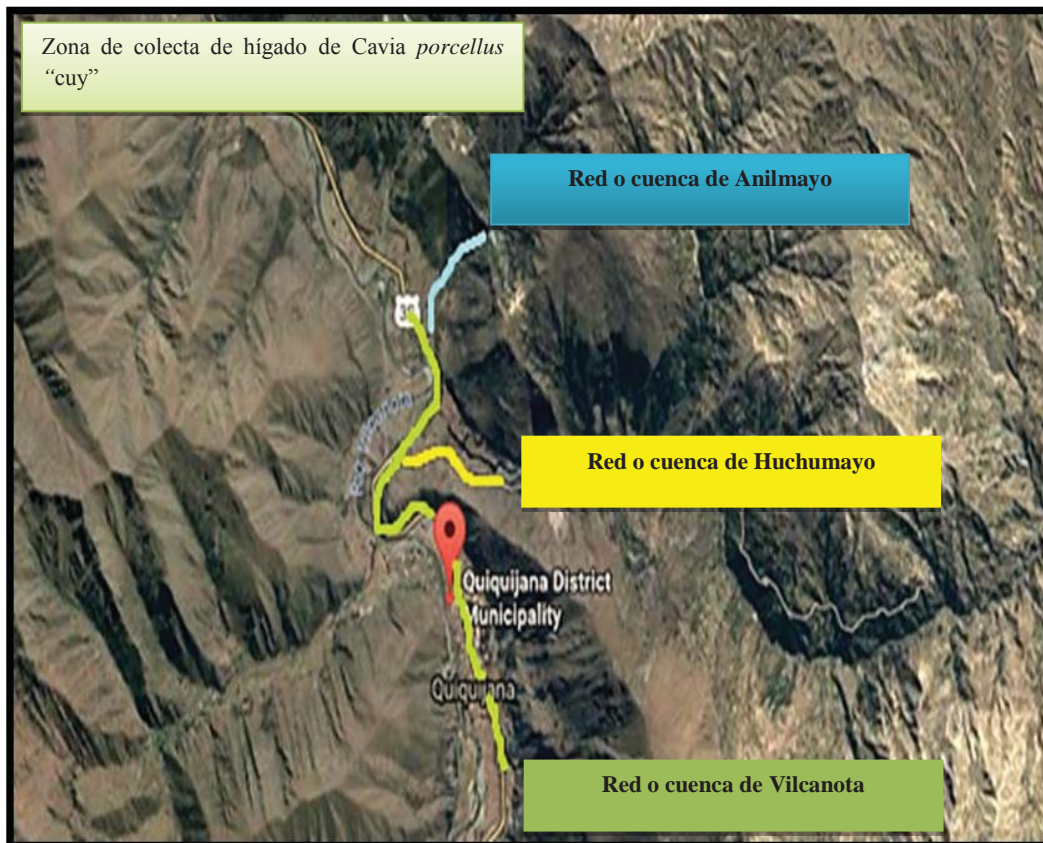 Zona de colecta de hígado de Cavia porcellus
“cuy”
Red o cuenca de Anilmayo
Red o cuenca de Huchumayo
Quiquijana District
Municipality
Quiquijana
Red o cuenca de Vilcanota